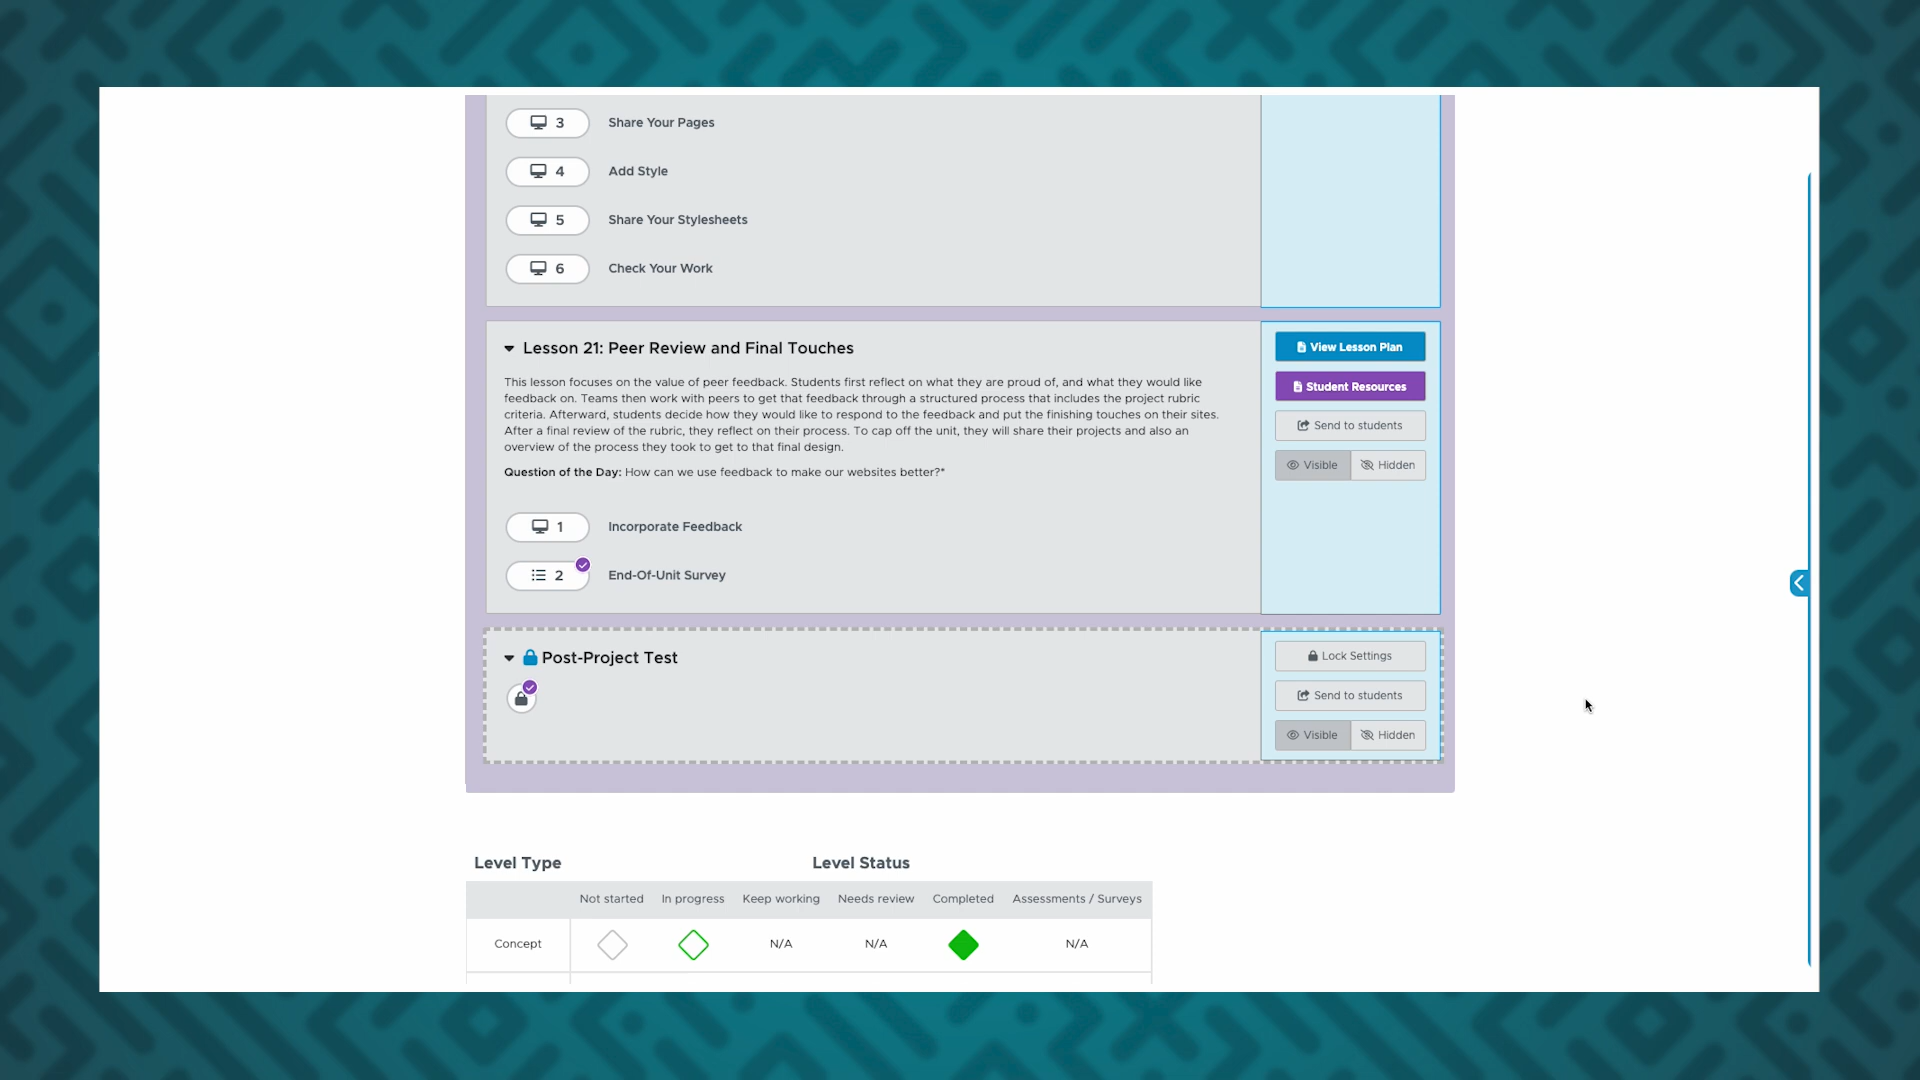 3 Share Your Pages
4 Add Style
5 Share Your Stylesheets
6 Check Your Work
Lesson 21: Peer Review and Final Touches
This lesson focuses on the value of peer feedback. Students first reflect on what they are proud of, and what they would like
feedback on. Teams then work with peers to get that feedback through a structured process that includes the project rubric
criteria. Afterward, students decide how they would like to respond to the feedback and put the finishing touches on their sites.
After a final review of the rubric, they reflect on their process. To cap off the unit, they will share their projects and also an
overview of the process they took to get to that final design.
Question of the Day: How can we use feedback to make our websites better?*
1 Incorporate Feedback
2 End-Of-Unit Survey
View Lesson Plan
Student Resources
Send to students
Visible Hidden
Post-Project Test
Lock Settings
Send to students
Visible Hidden
Level Type Level Status
Not started In progress Keep working Needs review Completed Assessments / Surveys
Concept N/A N/A N/A